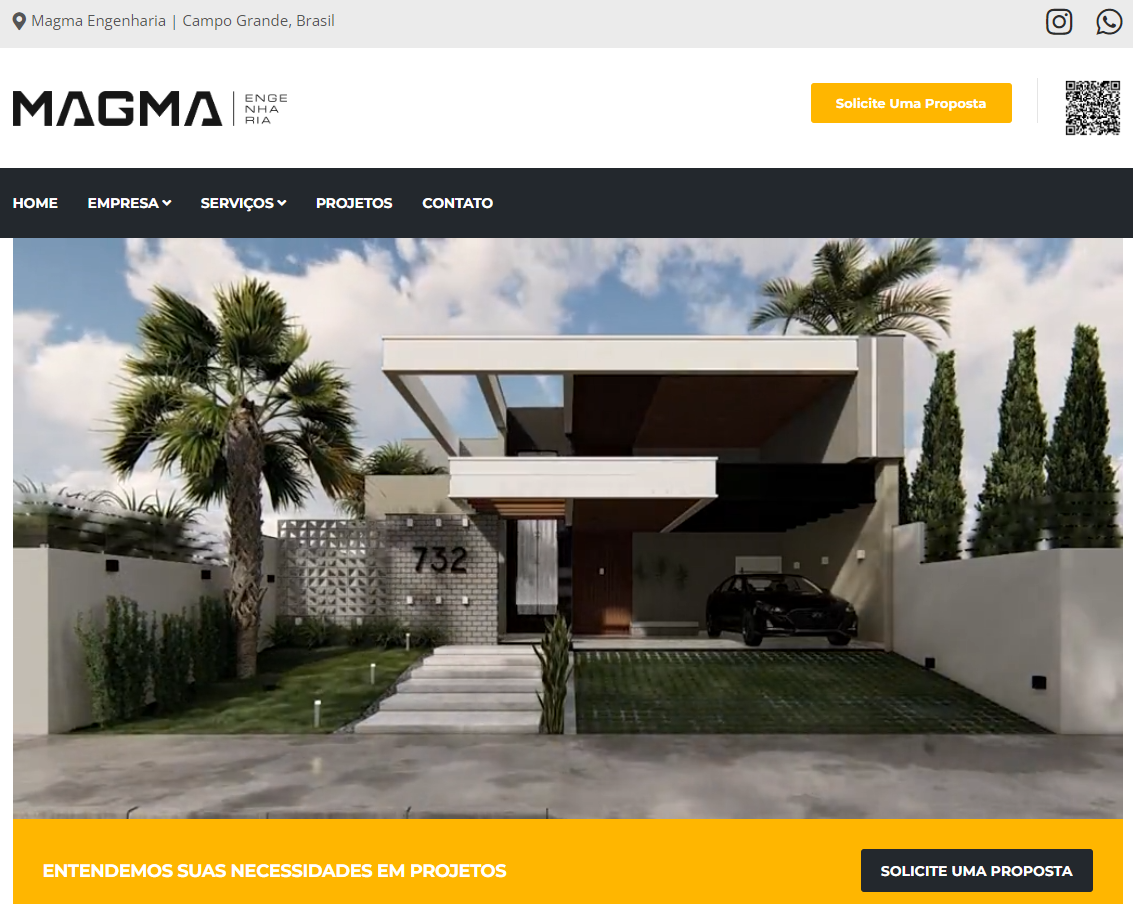 Magma Engenharia | Campo Grande, Brasil
MAGMA
ENGE
NHA
RIA
Solicite Uma Proposta
HOME EMPRESA SERVIÇOS PROJETOS CONTATO
732
ENTENDEMOS SUAS NECESSIDADES EM PROJETOS
SOLICITE UMA PROPOSTA